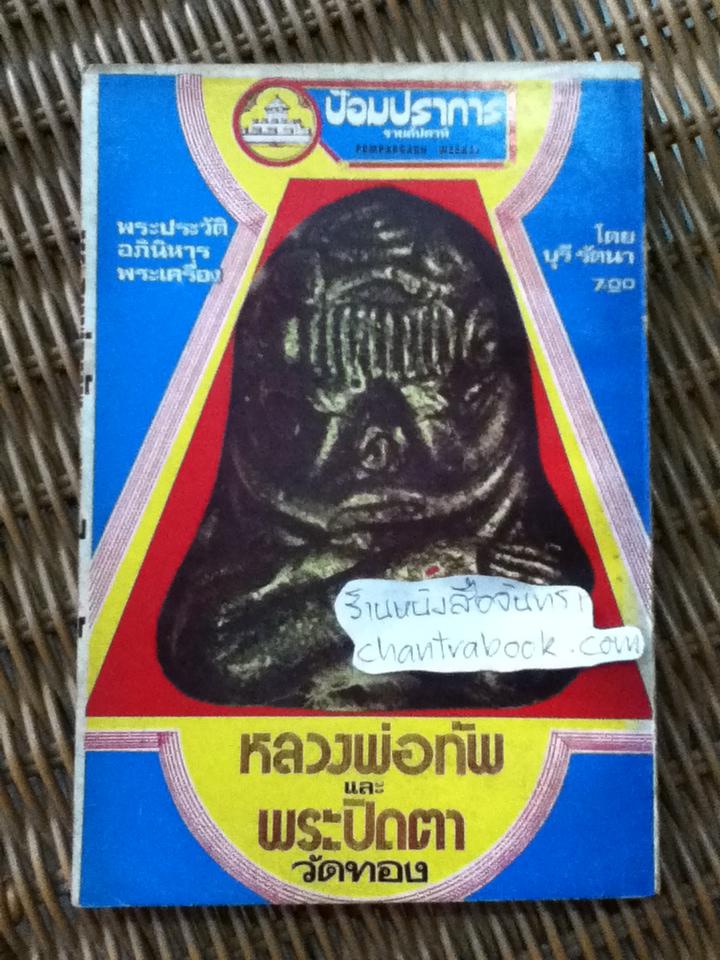 ป้อมปราการ
รายสัปดาห์
POMPRAGARN WEEKLY
พระประวัติ
อภินิหาร
พระเครื่อง
โดย
บุรี รัตนา
ร้านหนังสือจันทรา
chantrabook.com
หลวงพ่อทัพ
และ
พระปิดตา
วัดทอง